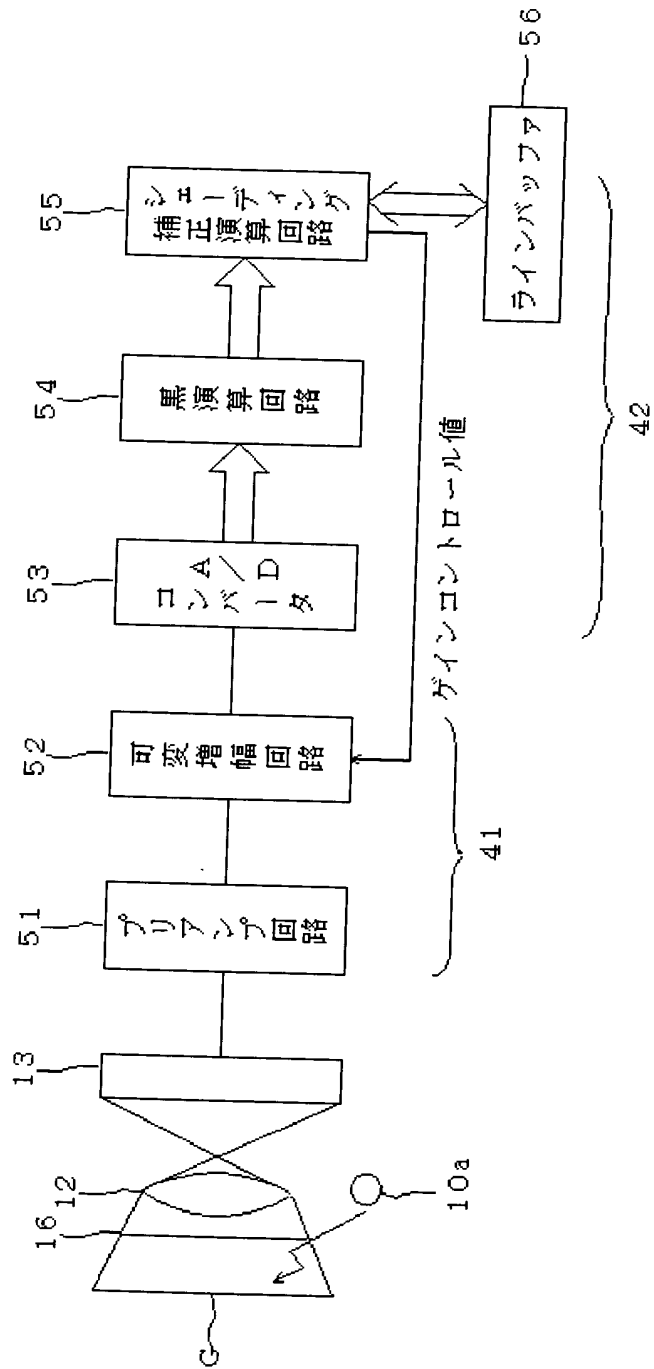 G
16
12
10a
13
51
プリアンプ回路
52
可変増幅回路
41
53
A／D
コンバータ
54
黒演算回路
55
シェーディング
補正演算回路
ゲインコントロール値
ラインバッファ
56
42